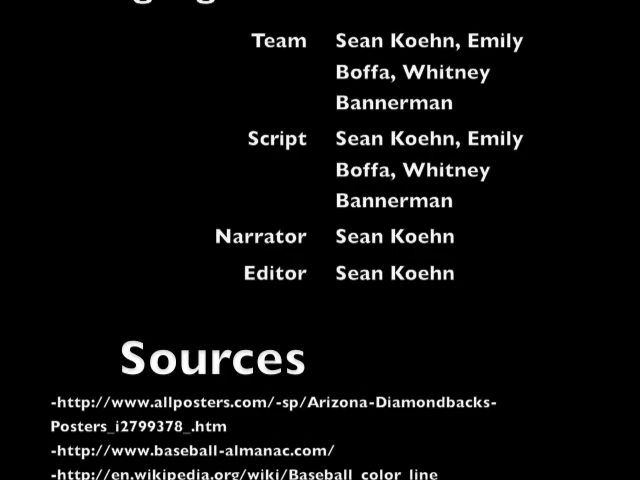 Team Sean Koehn, Emily
Boffa, Whitney
Bannerman
Script Sean Koehn, Emily
Boffa, Whitney
Bannerman
Narrator Sean Koehn
Editor Sean Koehn
Sources
-http://www.allposters.com/-sp/Arizona-Diamondbacks-
Posters_i2799378_.htm
-http://www.baseball-almanac.com/
-http://en.wikipedia.org/wiki/Baseball_color_line